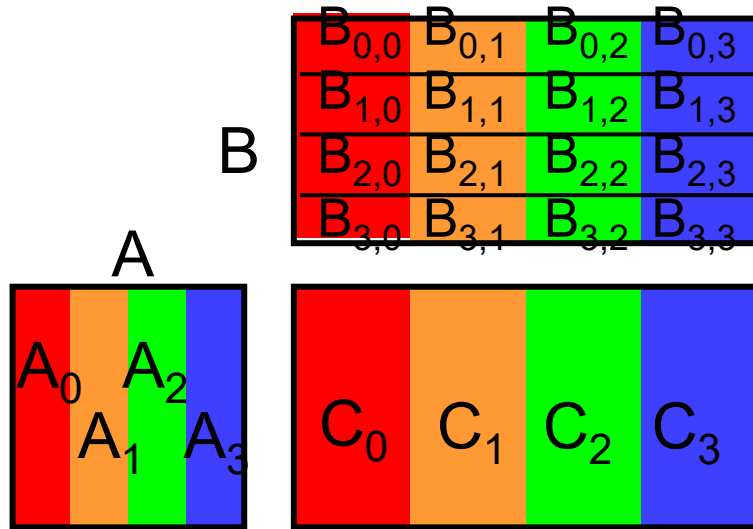 B₀,₀ B₀,₁ B₀,₂ B₀,₃
B₁,₀ B₁,₁ B₁,₂ B₁,₃
B
B₂,₀ B₂,₁ B₂,₂ B₂,₃
B₃,₀ B₃,₁ B₃,₂ B₃,₃
A
A₀ A₂
A₁ A₃
C₀ C₁ C₂ C₃